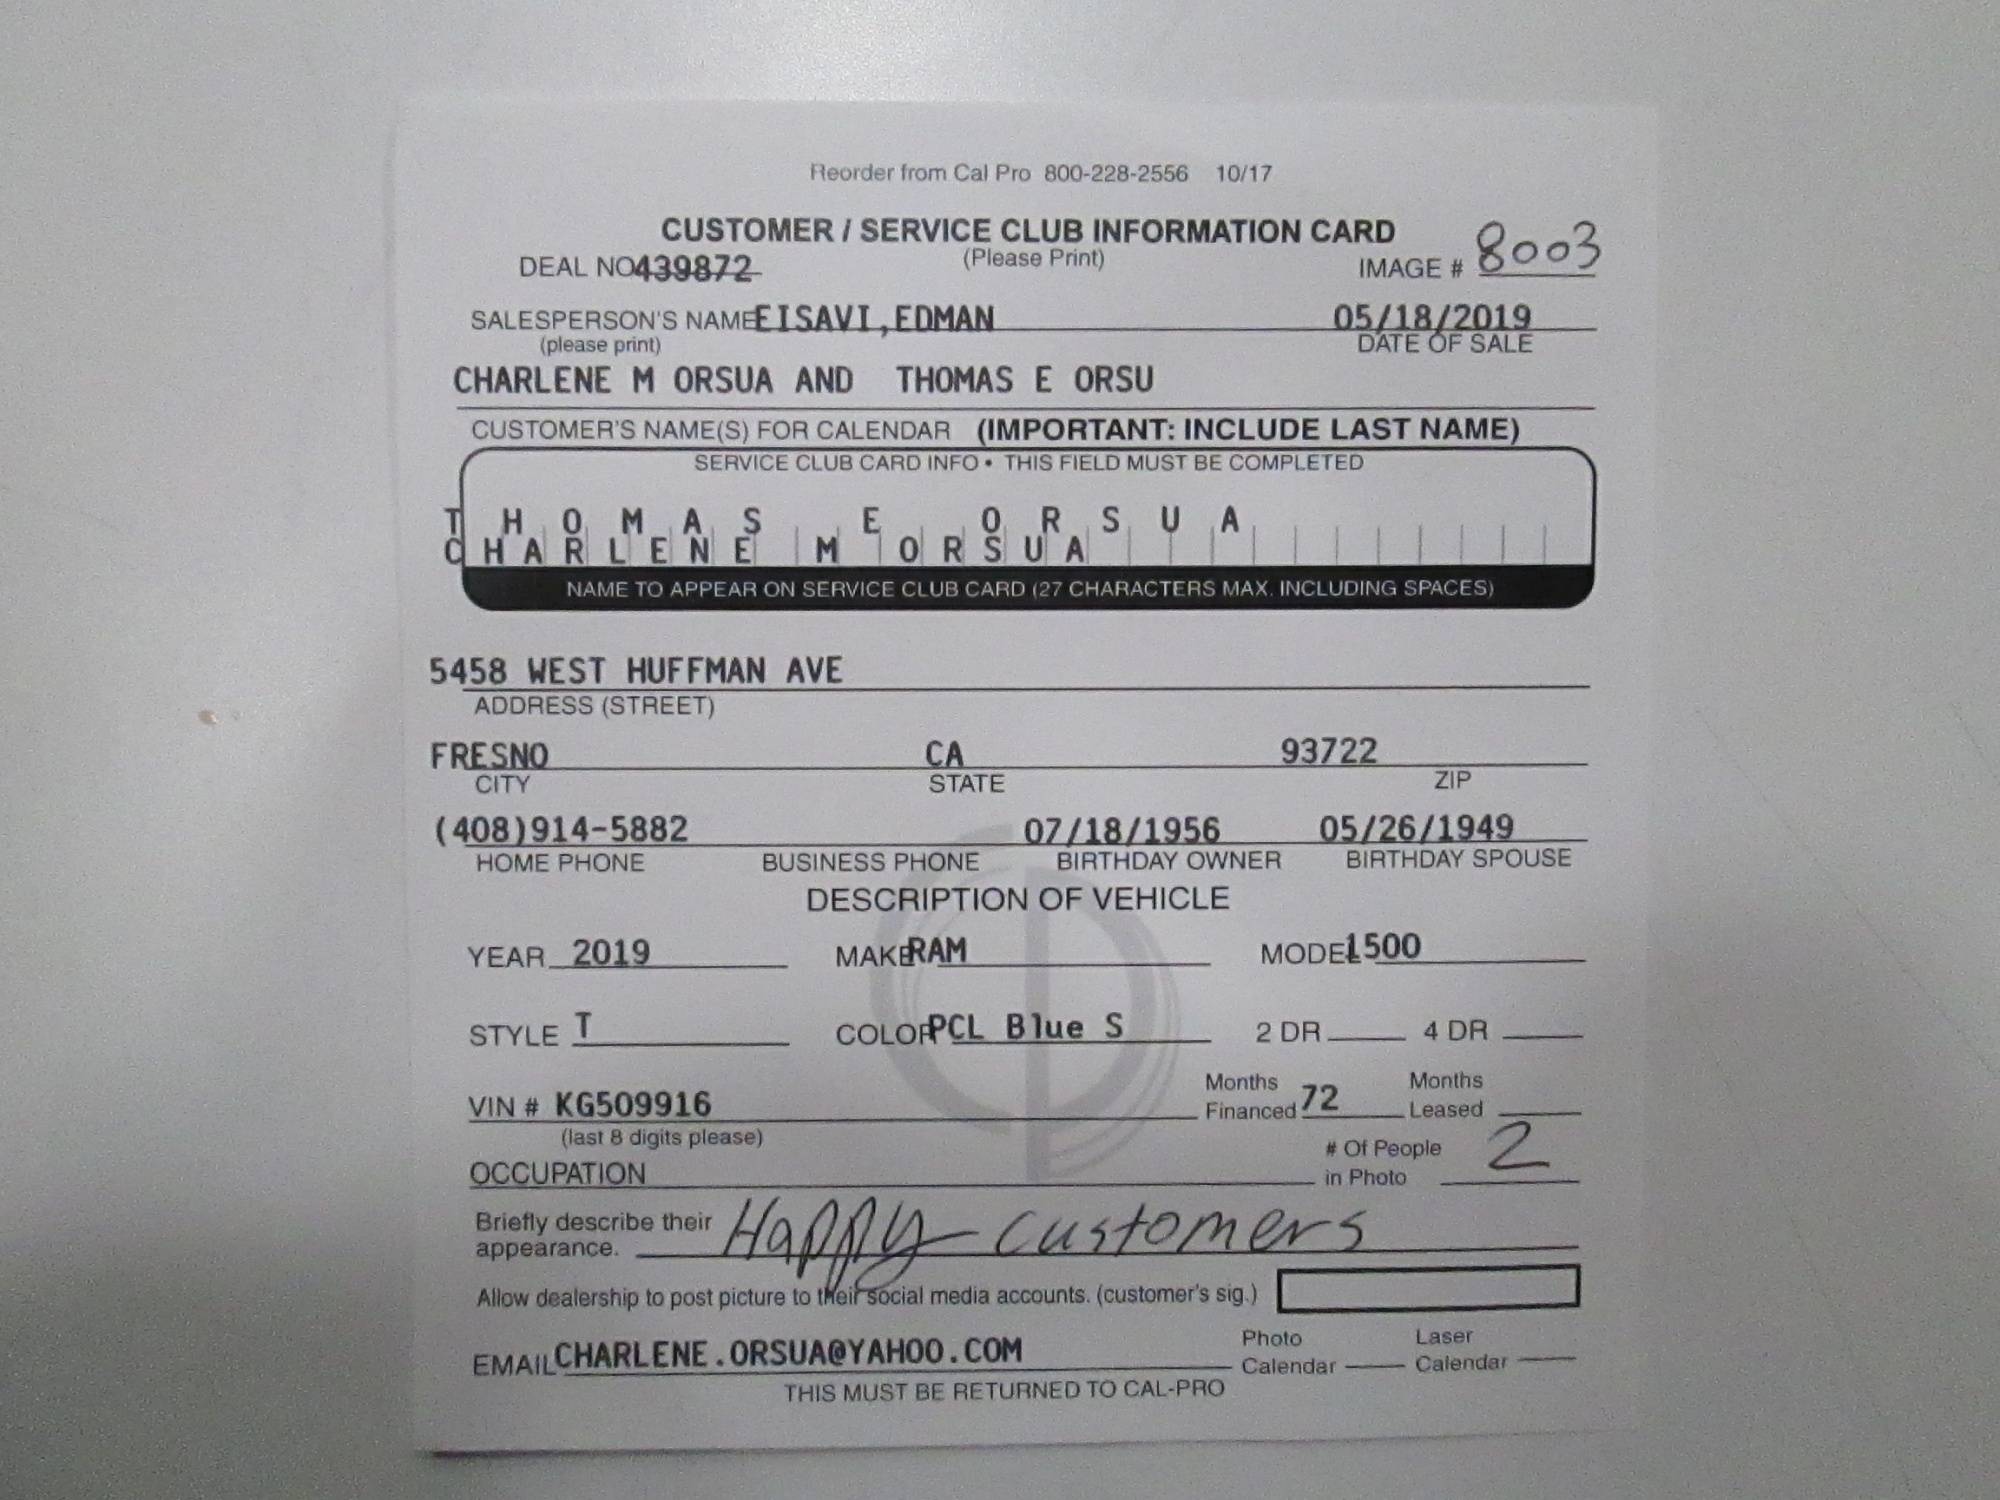 Reorder from Cal Pro 800-228-2556 10/17
CUSTOMER / SERVICE CLUB INFORMATION CARD
DEAL NO 439872 (Please Print) IMAGE # 8003
SALESPERSON'S NAME EISAVI,EDMAN 05/18/2019
(please print) DATE OF SALE
CHARLENE M ORSUA AND THOMAS E ORSU
CUSTOMER'S NAME(S) FOR CALENDAR (IMPORTANT: INCLUDE LAST NAME)
SERVICE CLUB CARD INFO • THIS FIELD MUST BE COMPLETED
THOMAS E ORSUA
CHARLENE M ORSUA
NAME TO APPEAR ON SERVICE CLUB CARD (27 CHARACTERS MAX. INCLUDING SPACES)
5458 WEST HUFFMAN AVE
ADDRESS (STREET)
FRESNO CA 93722
CITY STATE ZIP
(408)914-5882 07/18/1956 05/26/1949
HOME PHONE BUSINESS PHONE BIRTHDAY OWNER BIRTHDAY SPOUSE
DESCRIPTION OF VEHICLE
YEAR 2019 MAKE RAM MODEL 1500
STYLE T COLOR PCL Blue S 2 DR 4 DR
VIN # KG509916 Months Financed 72 Months Leased
(last 8 digits please)
OCCUPATION # Of People in Photo 2
Briefly describe their appearance. Happy customers
Allow dealership to post picture to their social media accounts. (customer's sig.)
EMAIL CHARLENE.ORSUA@YAHOO.COM Photo Calendar Laser Calendar
THIS MUST BE RETURNED TO CAL-PRO